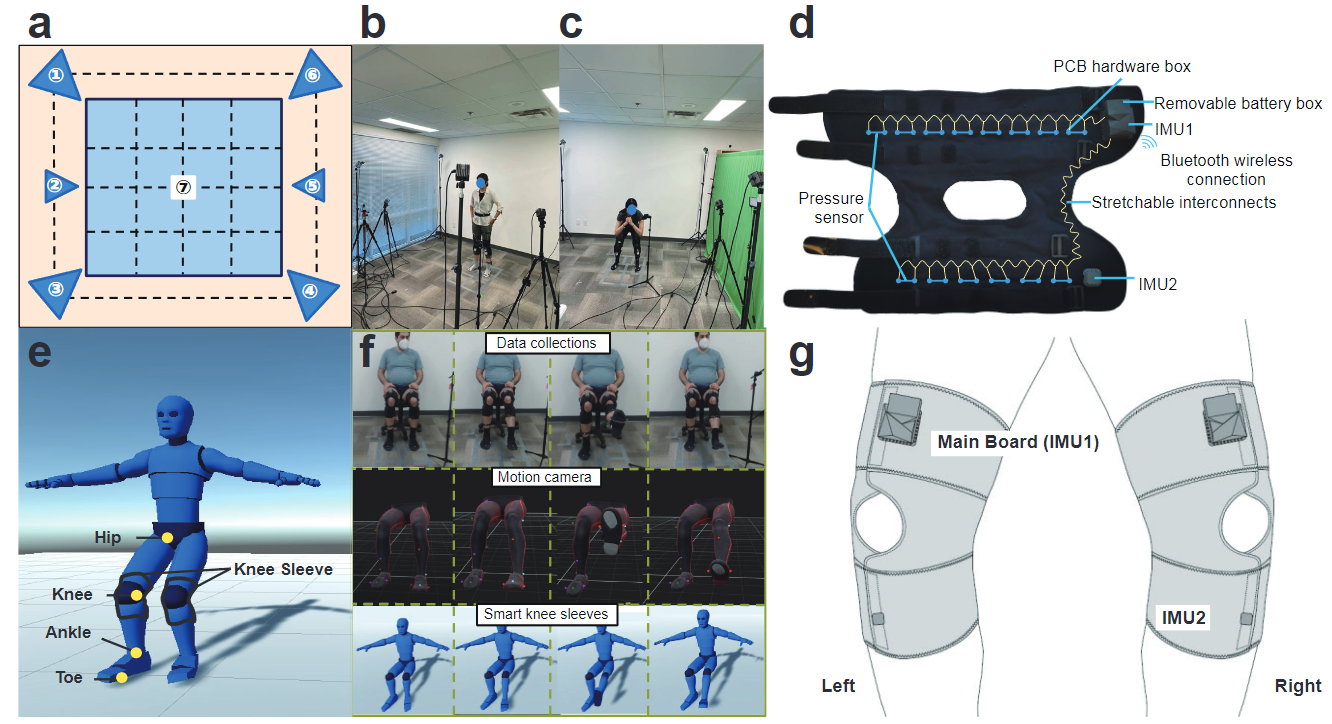 a
①
⑥
②
⑦
⑤
③
④
b
c
d
PCB hardware box
Removable battery box
IMU1
Bluetooth wireless
connection
Pressure
sensor
Stretchable interconnects
IMU2
e
Hip
Knee Sleeve
Knee
Ankle
Toe
f
Data collections
Motion camera
Smart knee sleeves
g
Main Board (IMU1)
IMU2
Left
Right